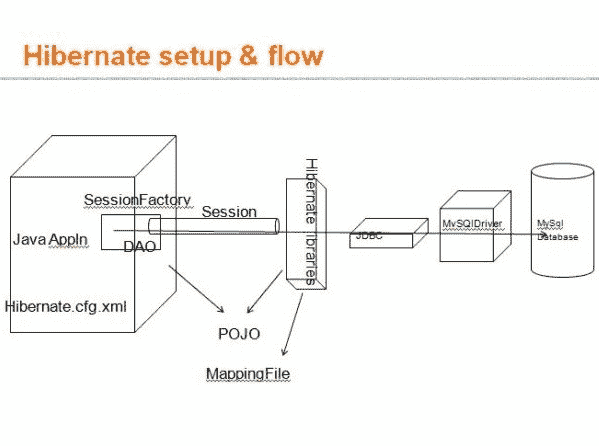 Hibernate setup & flow
SessionFactory
Session
Hibernate libraries
Java Appln
DAO
JDBC
MySQlDriver
MySql
Database
Hibernate.cfg.xml
POJO
MappingFile